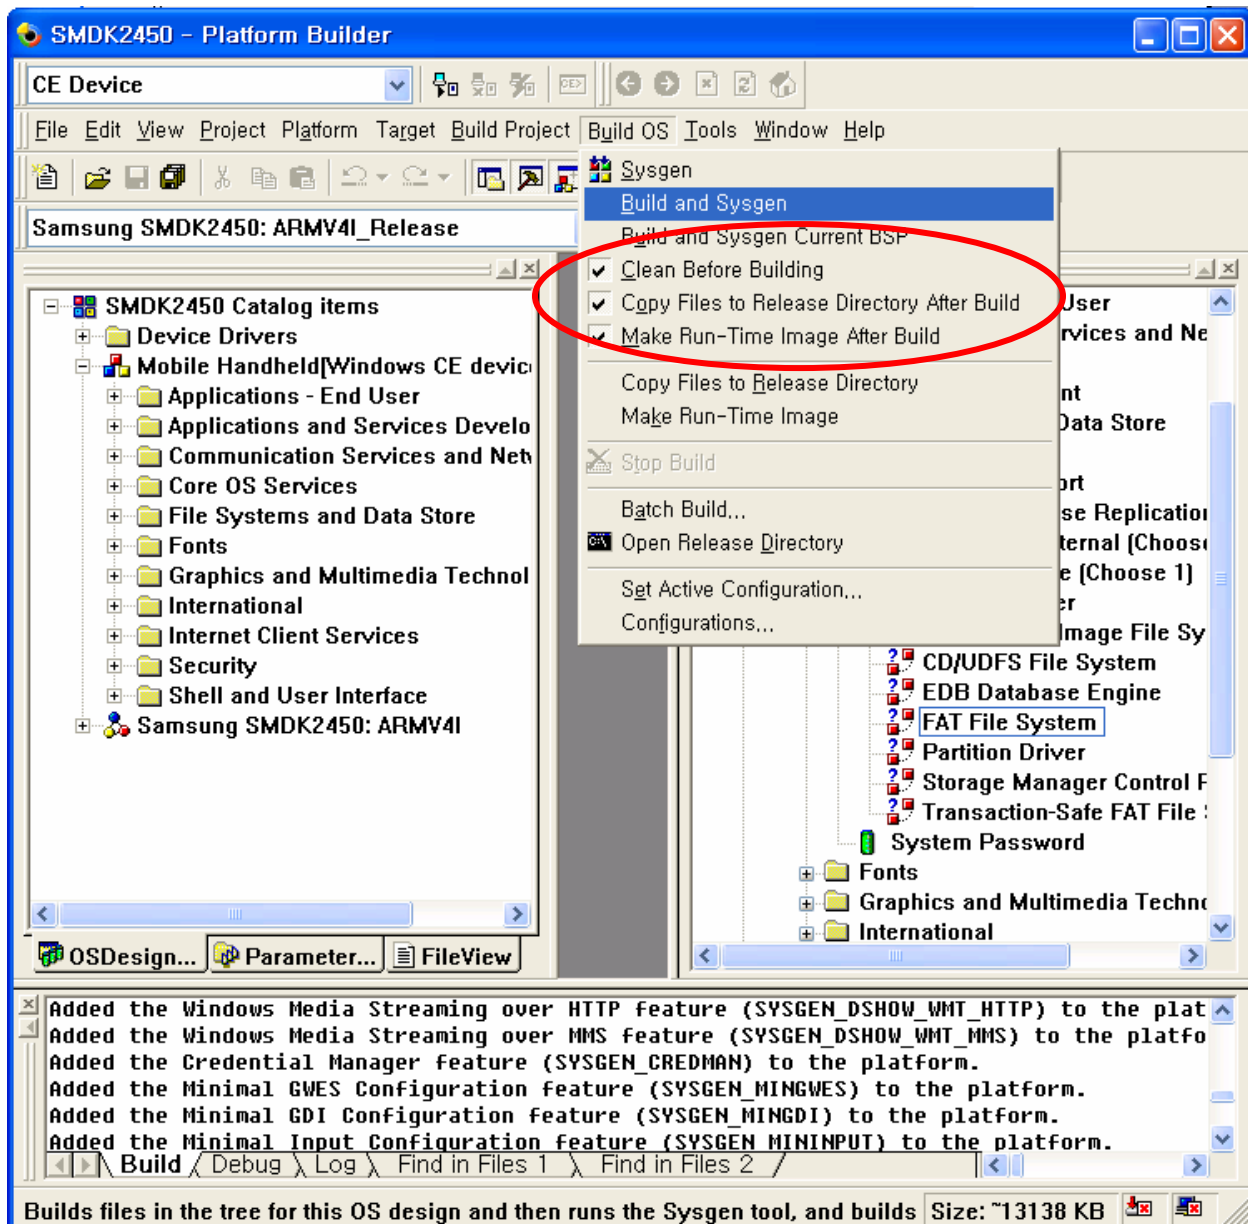 SMDK2450 - Platform Builder
CE Device
File Edit View Project Platform Target Build Project Build OS Tools Window Help
Samsung SMDK2450: ARMV4I_Release
Sysgen
Build and Sysgen
Build and Sysgen Current BSP
Clean Before Building
Copy Files to Release Directory After Build
Make Run-Time Image After Build
Copy Files to Release Directory
Make Run-Time Image
Stop Build
Batch Build...
Open Release Directory
Set Active Configuration...
Configurations...
SMDK2450 Catalog items
Device Drivers
Mobile Handheld[Windows CE devic
Applications - End User
Applications and Services Develo
Communication Services and Net
Core OS Services
File Systems and Data Store
Fonts
Graphics and Multimedia Technol
International
Internet Client Services
Security
Shell and User Interface
Samsung SMDK2450: ARMV4I
OSDesign... Parameter... FileView
User
rvices and Ne
nt
Data Store
ort
se Replication
ternal (Choose
e (Choose 1)
er
Image File Sy
CD/UDFS File System
EDB Database Engine
FAT File System
Partition Driver
Storage Manager Control P
Transaction-Safe FAT File
System Password
Fonts
Graphics and Multimedia Techno
International
Added the Windows Media Streaming over HTTP feature (SYSGEN_DSHOW_WMT_HTTP) to the plat
Added the Windows Media Streaming over MMS feature (SYSGEN_DSHOW_WMT_MMS) to the platfo
Added the Credential Manager feature (SYSGEN_CREDMAN) to the platform.
Added the Minimal GWES Configuration feature (SYSGEN_MINGWES) to the platform.
Added the Minimal GDI Configuration feature (SYSGEN_MINGDI) to the platform.
Added the Minimal Input Configuration feature (SYSGEN_MININPUT) to the platform.
Build Debug Log Find in Files 1 Find in Files 2
Builds files in the tree for this OS design and then runs the Sysgen tool, and builds Size: ~13138 KB